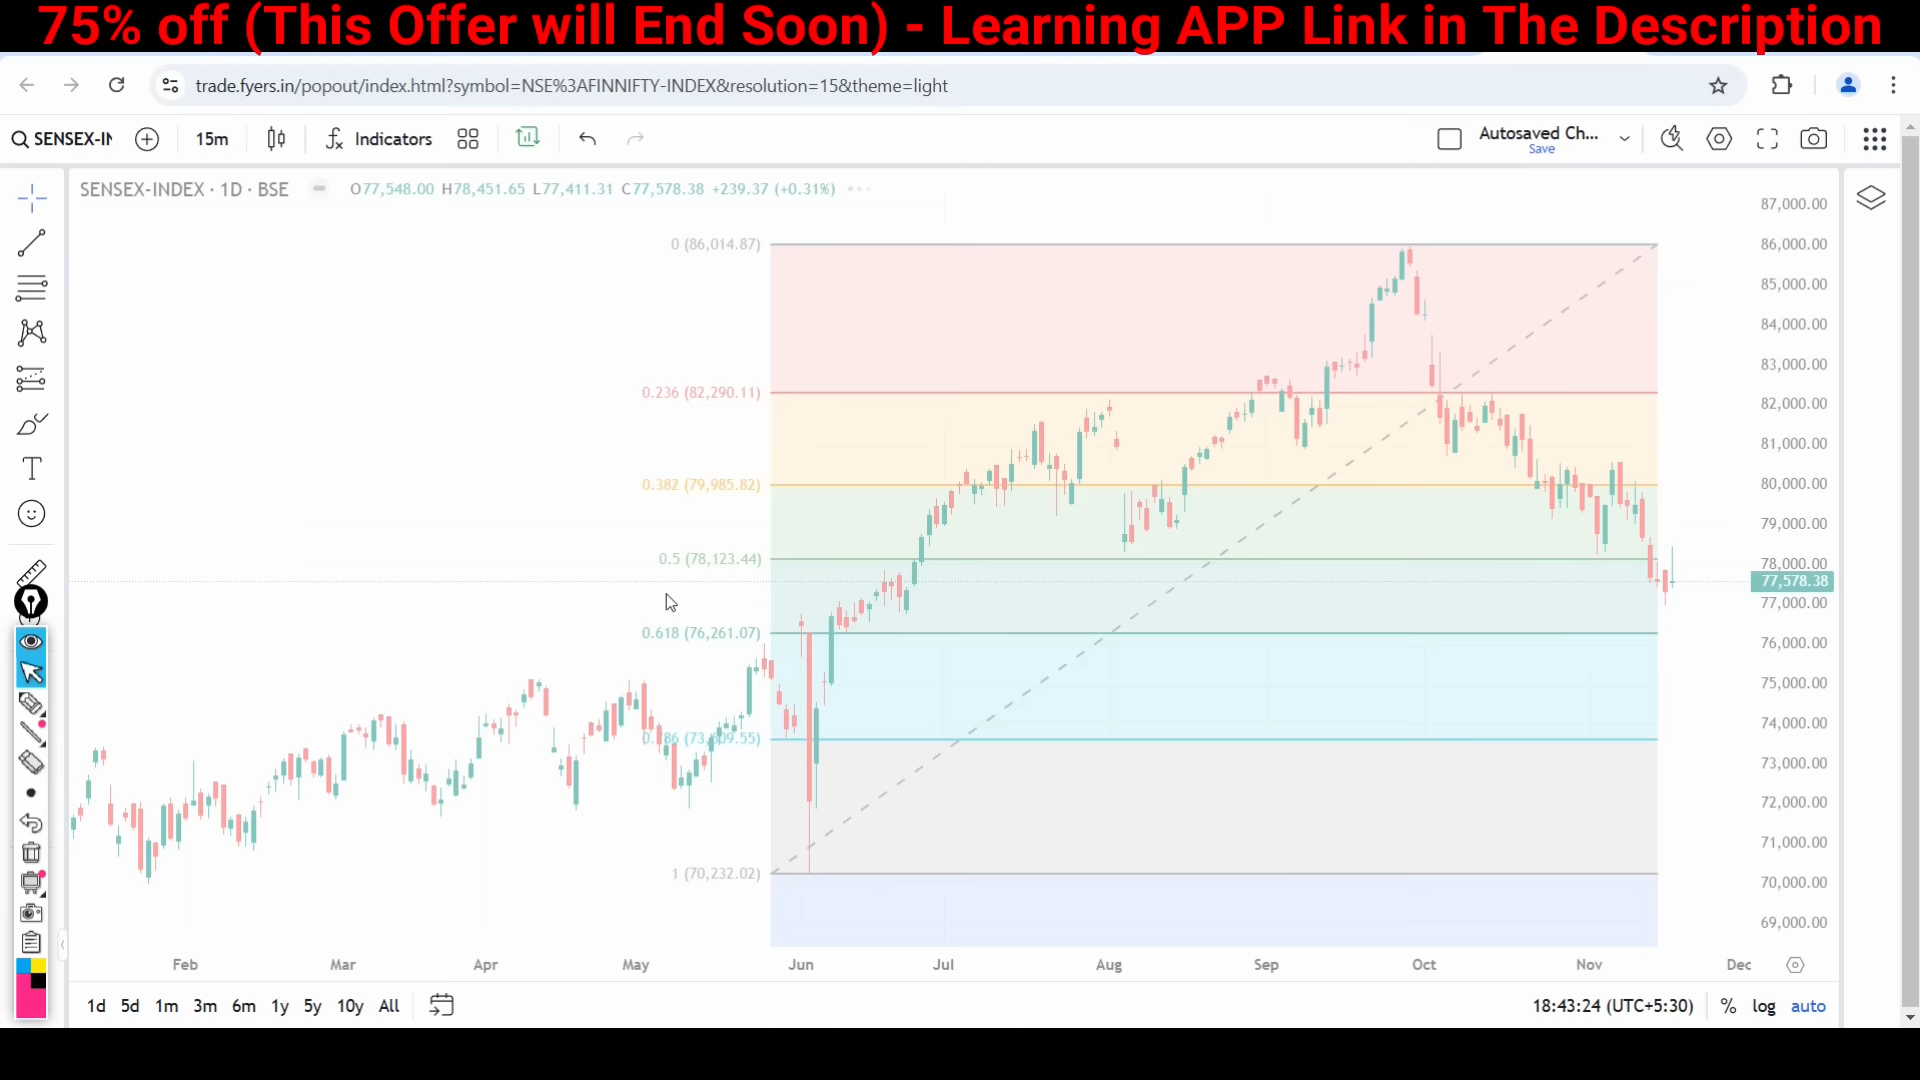 75% off (This Offer will End Soon) - Learning APP Link in The Description
trade.fyers.in/popout/index.html?symbol=NSE%3AFINNIFTY-INDEX&resolution=15&theme=light
SENSEX-IN 15m Indicators Autosaved Ch...
Save
SENSEX-INDEX · 1D · BSE O77,548.00 H78,451.65 L77,411.31 C77,578.38 +239.37 (+0.31%)
87,000.00
0 (86,014.87) 86,000.00
85,000.00
84,000.00
83,000.00
0.236 (82,290.11) 82,000.00
81,000.00
0.382 (79,985.82) 80,000.00
79,000.00
0.5 (78,123.44) 78,000.00
77,578.38
77,000.00
0.618 (76,261.07) 76,000.00
75,000.00
74,000.00
0.786 (73,609.55)
73,000.00
72,000.00
71,000.00
1 (70,232.02) 70,000.00
69,000.00
Feb Mar Apr May Jun Jul Aug Sep Oct Nov Dec
1d 5d 1m 3m 6m 1y 5y 10y All 18:43:24 (UTC+5:30) % log auto